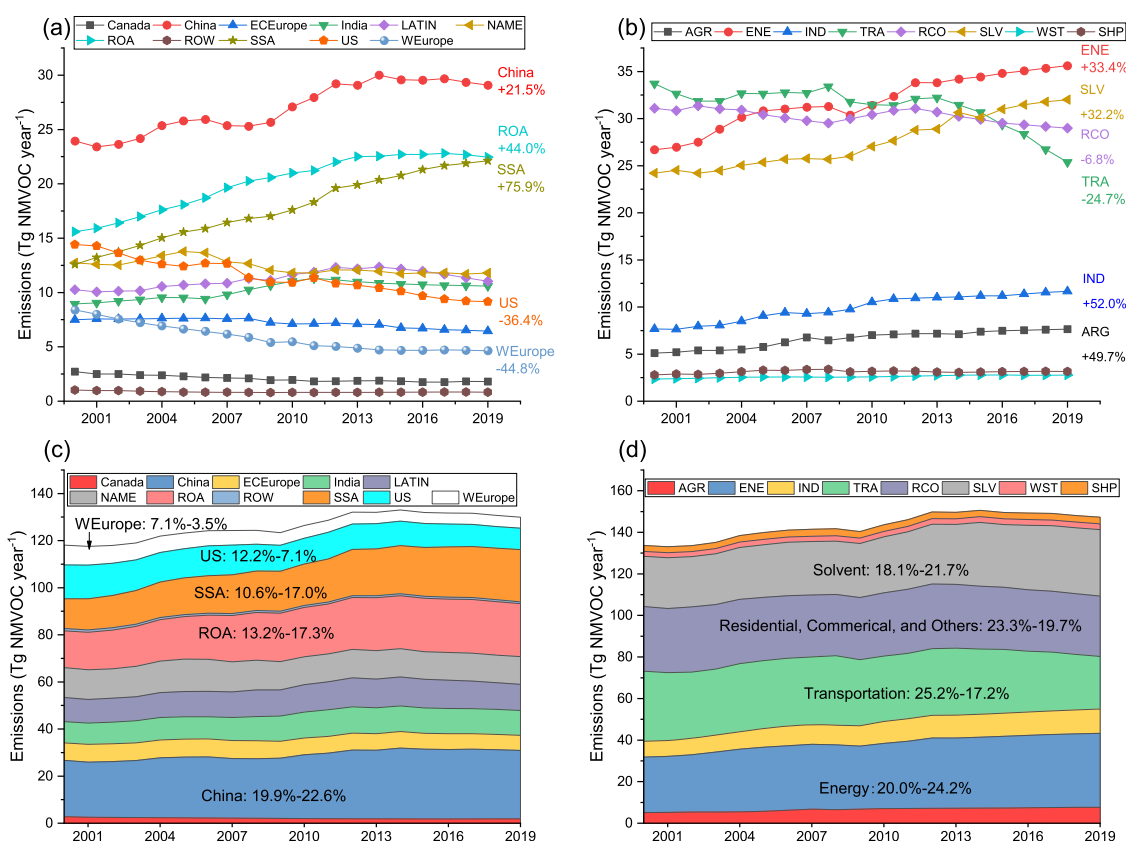 (a)
Canada China ECEurope India LATIN NAME
ROA ROW SSA US WEurope
Emissions (Tg NMVOC year-1)
30
25
20
15
10
5
0
China
+21.5%
ROA
+44.0%
SSA
+75.9%
US
-36.4%
WEurope
-44.8%
2001 2004 2007 2010 2013 2016 2019
(b)
AGR ENE IND TRA RCO SLV WST SHP
Emissions (Tg NMVOC year-1)
35
30
25
20
15
10
5
0
ENE
+33.4%
SLV
+32.2%
RCO
-6.8%
TRA
-24.7%
IND
+52.0%
ARG
+49.7%
2001 2004 2007 2010 2013 2016 2019
(c)
Canada China ECEurope India LATIN
NAME ROA ROW SSA US WEurope
Emissions (Tg NMVOC year-1)
140
120
100
80
60
40
20
0
WEurope: 7.1%-3.5%
US: 12.2%-7.1%
SSA: 10.6%-17.0%
ROA: 13.2%-17.3%
China: 19.9%-22.6%
2001 2004 2007 2010 2013 2016 2019
(d)
AGR ENE IND TRA RCO SLV WST SHP
Emissions (Tg NMVOC year-1)
160
140
120
100
80
60
40
20
0
Solvent: 18.1%-21.7%
Residential, Commerical, and Others: 23.3%-19.7%
Transportation: 25.2%-17.2%
Energy: 20.0%-24.2%
2001 2004 2007 2010 2013 2016 2019